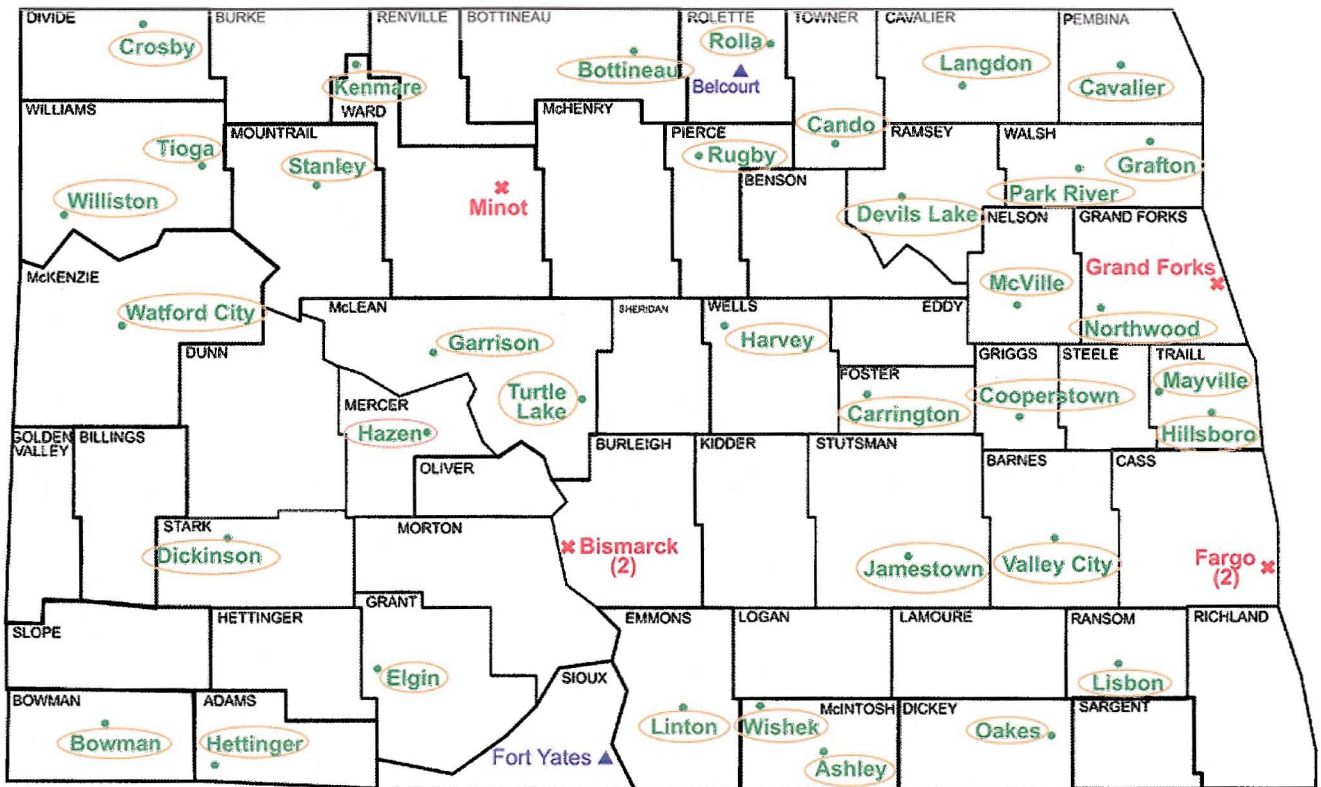 DIVIDE
BURKE
RENVILLE
BOTTINEAU
ROLETTE
TOWNER
CAVALIER
PEMBINA
Crosby
Kenmare
Bottineau
Rolla
Belcourt
Langdon
Cavalier
WILLIAMS
MOUNTRAIL
WARD
McHENRY
PIERCE
Cando
RAMSEY
WALSH
Tioga
Stanley
Rugby
Grafton
Williston
Minot
BENSON
Devils Lake
Park River
NELSON
GRAND FORKS
McKENZIE
Grand Forks
McVille
Watford City
McLEAN
SHERIDAN
WELLS
EDDY
Northwood
Garrison
Harvey
DUNN
GRIGGS
STEELE
TRAILL
FOSTER
Mayville
Turtle
Lake
Carrington
Cooperstown
MERCER
Hazen
Hillsboro
GOLDEN
VALLEY
BILLINGS
OLIVER
BURLEIGH
KIDDER
STUTSMAN
BARNES
CASS
STARK
MORTON
Dickinson
Bismarck
(2)
Jamestown
Valley City
Fargo
(2)
GRANT
SLOPE
HETTINGER
EMMONS
LOGAN
LAMOURE
RANSOM
RICHLAND
Elgin
SIOUX
Lisbon
BOWMAN
ADAMS
McINTOSH
DICKEY
SARGENT
Bowman
Hettinger
Linton
Wishek
Oakes
Fort Yates
Ashley